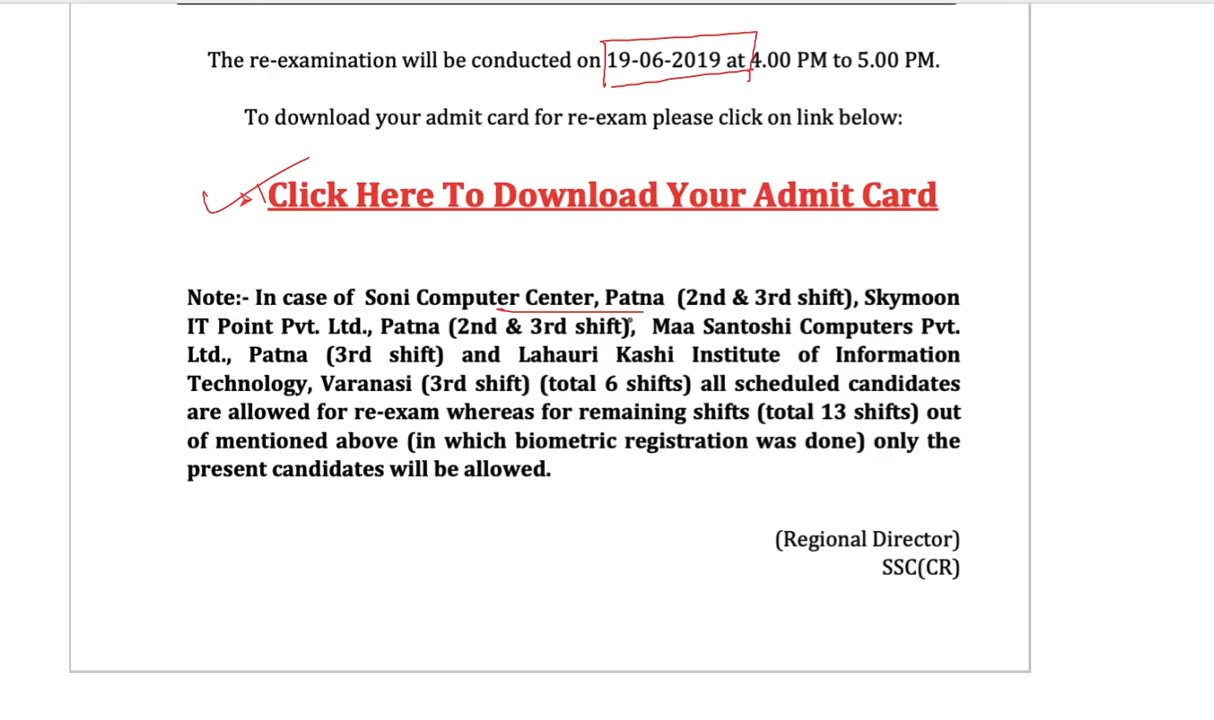 The re-examination will be conducted on 19-06-2019 at 4.00 PM to 5.00 PM.
To download your admit card for re-exam please click on link below:
Click Here To Download Your Admit Card
Note:- In case of Soni Computer Center, Patna (2nd & 3rd shift), Skymoon
IT Point Pvt. Ltd., Patna (2nd & 3rd shift), Maa Santoshi Computers Pvt.
Ltd., Patna (3rd shift) and Lahauri Kashi Institute of Information
Technology, Varanasi (3rd shift) (total 6 shifts) all scheduled candidates
are allowed for re-exam whereas for remaining shifts (total 13 shifts) out
of mentioned above (in which biometric registration was done) only the
present candidates will be allowed.
(Regional Director)
SSC(CR)